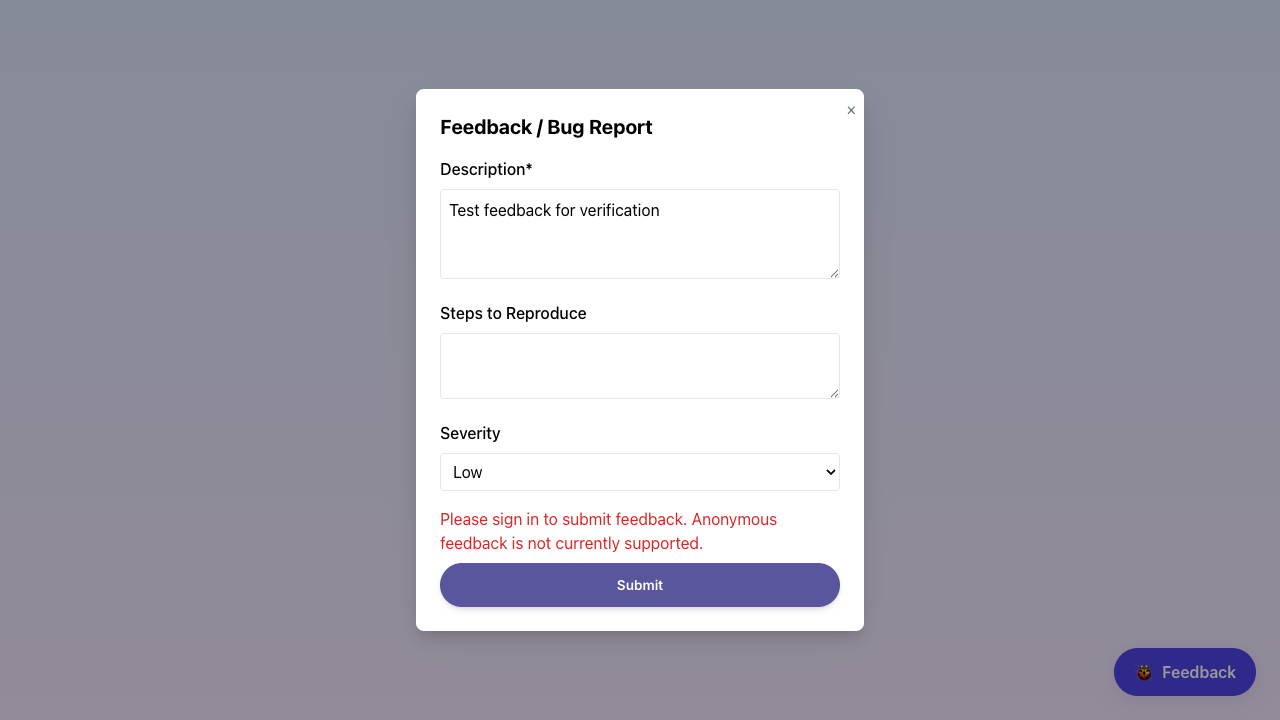 ×
Feedback / Bug Report
Description*
Test feedback for verification
Steps to Reproduce
Severity
Low
Please sign in to submit feedback. Anonymous
feedback is not currently supported.
Submit
Feedback